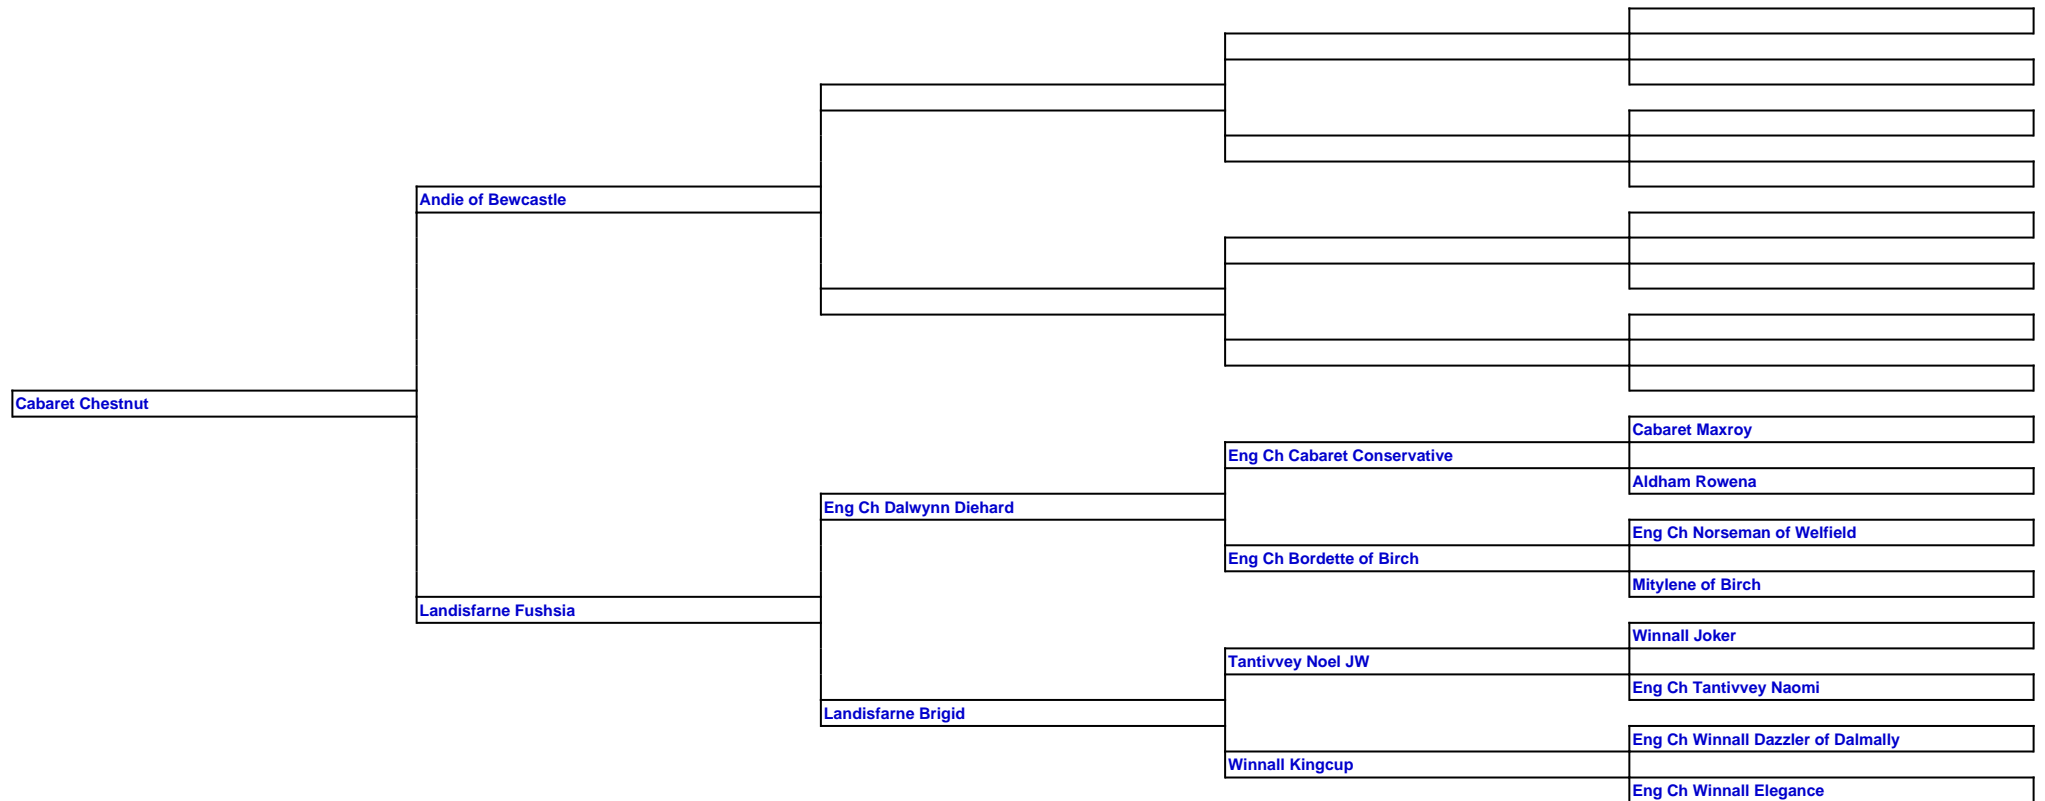 Andie of Bewcastle
Cabaret Chestnut
Cabaret Maxroy
Eng Ch Cabaret Conservative
Aldham Rowena
Eng Ch Dalwynn Diehard
Eng Ch Norseman of Welfield
Eng Ch Bordette of Birch
Mitylene of Birch
Landisfarne Fushsia
Winnall Joker
Tantivvey Noel JW
Eng Ch Tantivvey Naomi
Landisfarne Brigid
Eng Ch Winnall Dazzler of Dalmally
Winnall Kingcup
Eng Ch Winnall Elegance